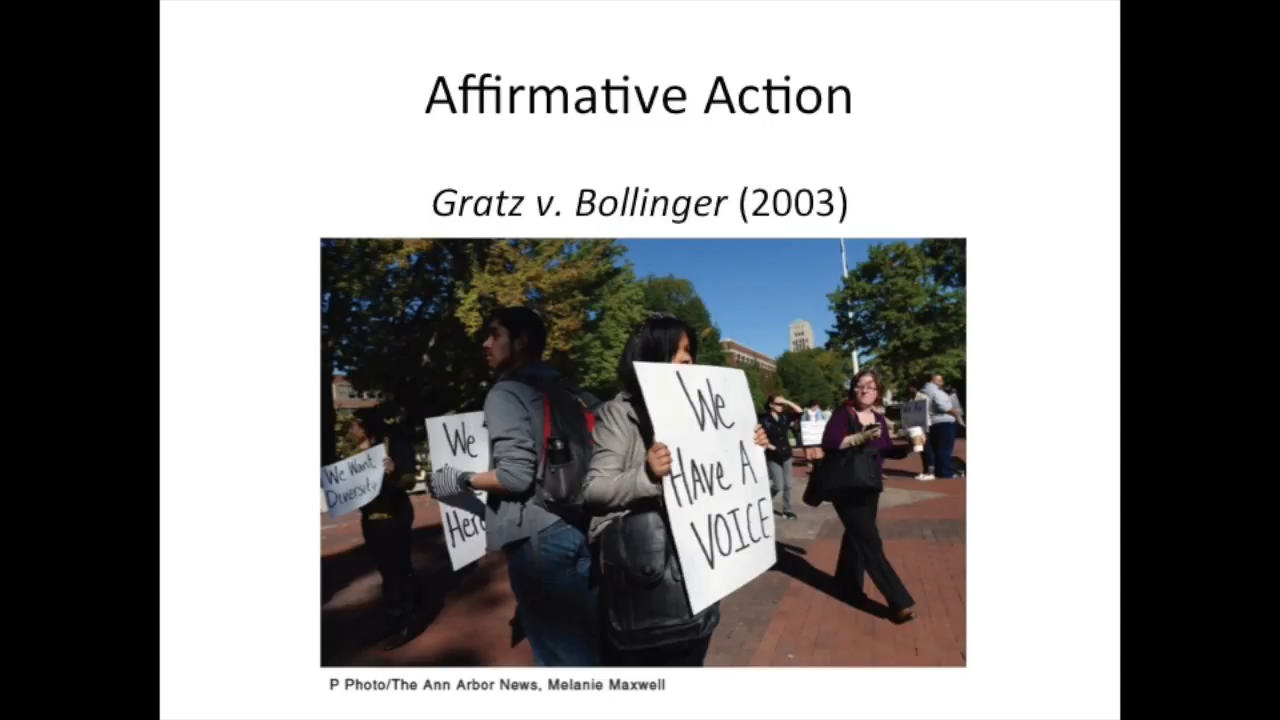 Affirmative Action
Gratz v. Bollinger (2003)
We Want
Diversity
We
Here
We
HAVE A
VOICE
P Photo/The Ann Arbor News, Melanie Maxwell